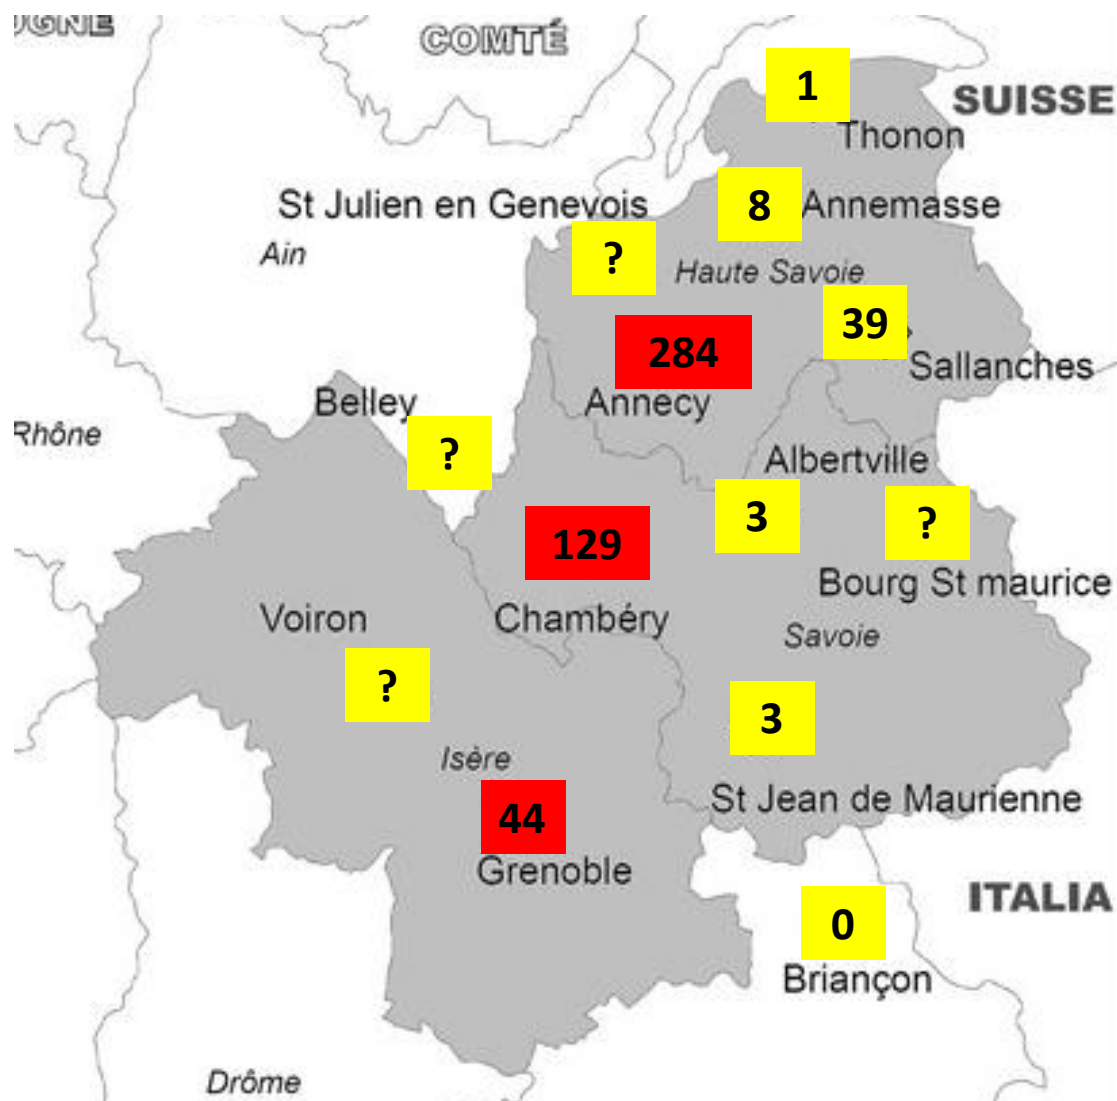 COMTÉ
1
SUISSE
Thonon
St Julien en Genevois
8
Annemasse
Ain
?
Haute Savoie
39
284
Sallanches
Belley
Annecy
Rhône
?
Albertville
3
?
129
Bourg St maurice
Voiron
Chambéry
Savoie
?
3
Isère
St Jean de Maurienne
44
Grenoble
ITALIA
0
Briançon
Drôme